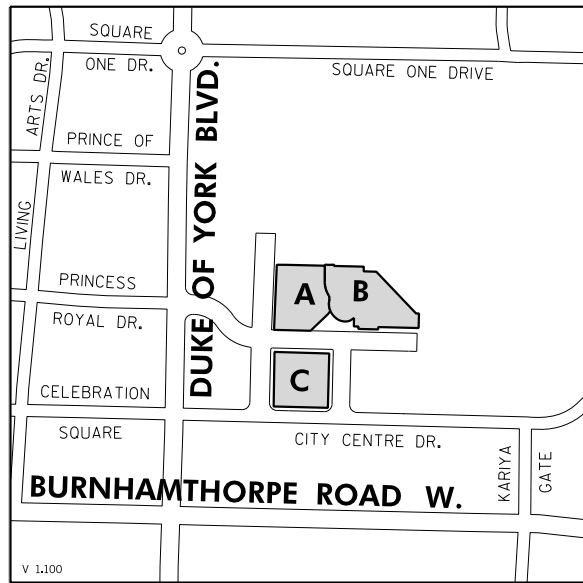 SQUARE
ONE DR.
SQUARE ONE DRIVE
ARTS DR.
LIVING
PRINCE OF
WALES DR.
DUKE OF YORK BLVD.
PRINCESS
ROYAL DR.
A
B
C
CELEBRATION
SQUARE
CITY CENTRE DR.
KARIYA
GATE
BURNHAMTHORPE ROAD W.
V 1.100